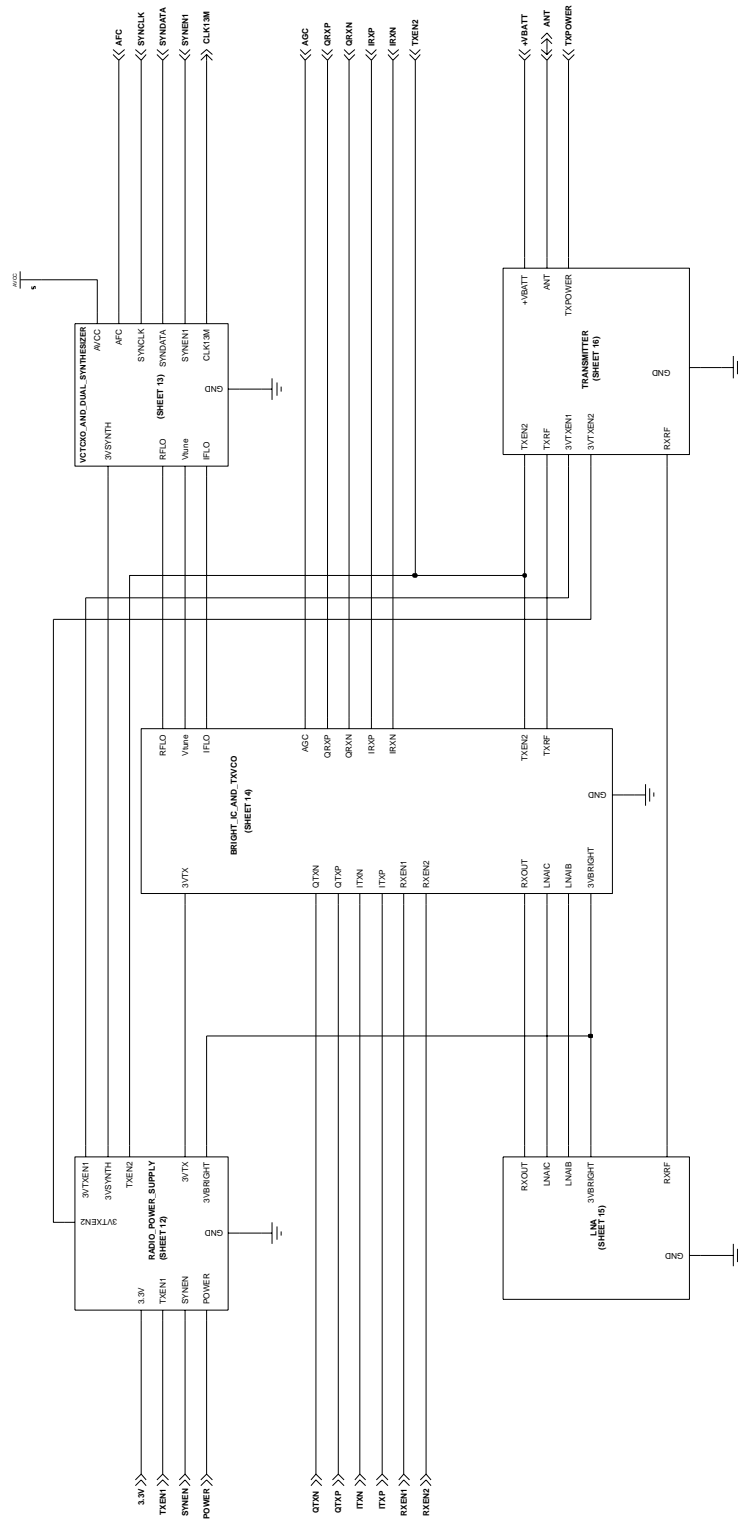 AFC
SYNCLK
SYNDATA
SYNEN1
CLK13M
AGC
QRXP
QRXN
IRXP
IRXN
TXEN2
+VBATT
ANT
TXPOWER
AVCC
5
VCTCXO_AND_DUAL_SYNTHESIZER
(SHEET 13)
AVCC
AFC
SYNCLK
SYNDATA
SYNEN1
CLK13M
GND
3VSYNTH
RFLO
Vtune
IFLO
TRANSMITTER
(SHEET 16)
+VBATT
ANT
TXPOWER
GND
TXEN2
TXRF
3VTXEN1
3VTXEN2
RXRF
BRIGHT_IC_AND_TXVCO
(SHEET 14)
RFLO
Vtune
IFLO
AGC
QRXP
QRXN
IRXP
IRXN
TXEN2
TXRF
GND
3VTX
QTXN
QTXP
ITXN
ITXP
RXEN1
RXEN2
RXOUT
LNAIC
LNAIB
3VBRIGHT
RADIO_POWER_SUPPLY
(SHEET 12)
3VTXEN1
3VSYNTH
TXEN2
3VTX
3VBRIGHT
3VTXEN2
GND
3.3V
TXEN1
SYNEN
POWER
LNA
(SHEET 15)
RXOUT
LNAIC
LNAIB
3VBRIGHT
RXRF
GND
3.3V
TXEN1
SYNEN
POWER
QTXN
QTXP
ITXN
ITXP
RXEN1
RXEN2